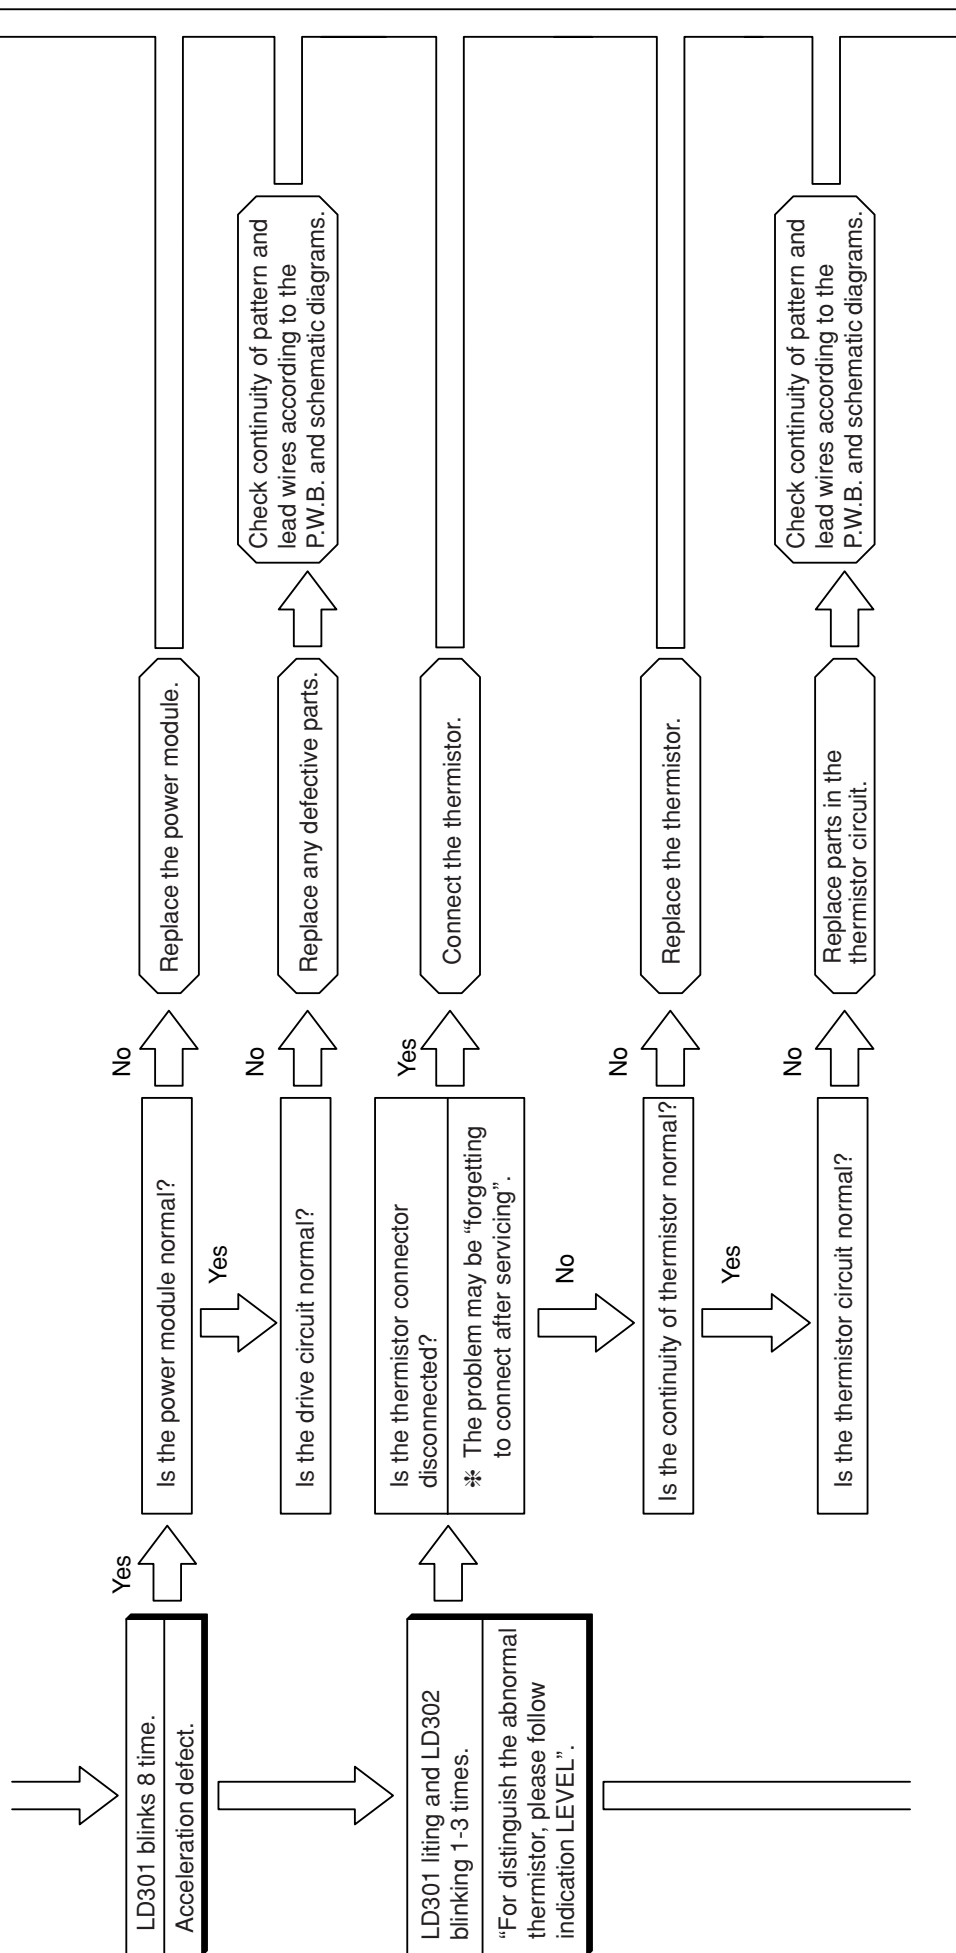 LD301 blinks 8 time.
Acceleration defect.
Yes
Is the power module normal?
No
Replace the power module.
Yes
Is the drive circuit normal?
No
Replace any defective parts.
Check continuity of pattern and
lead wires according to the
P.W.B. and schematic diagrams.
LD301 liting and LD302
blinking 1-3 times.
“For distinguish the abnormal
thermistor, please follow
indication LEVEL”.
Is the thermistor connector
disconnected?
❇ The problem may be “forgetting
to connect after servicing”.
Yes
Connect the thermistor.
No
Is the continuity of thermistor normal?
No
Replace the thermistor.
Yes
Is the thermistor circuit normal?
No
Replace parts in the
thermistor circuit.
Check continuity of pattern and
lead wires according to the
P.W.B. and schematic diagrams.